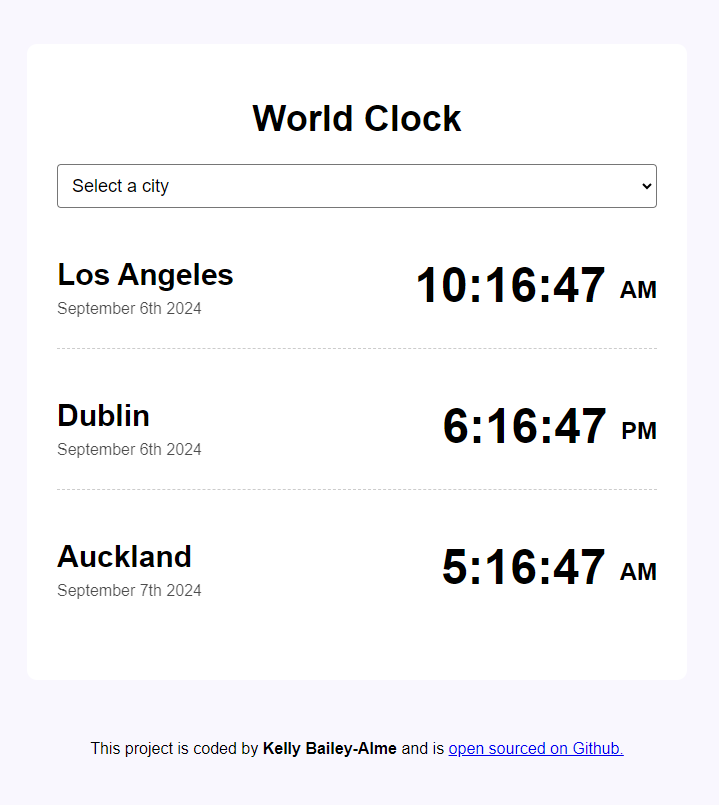 World Clock
Select a city
Los Angeles
September 6th 2024
10:16:47 AM
Dublin
September 6th 2024
6:16:47 PM
Auckland
September 7th 2024
5:16:47 AM
This project is coded by Kelly Bailey-Alme and is open sourced on Github.